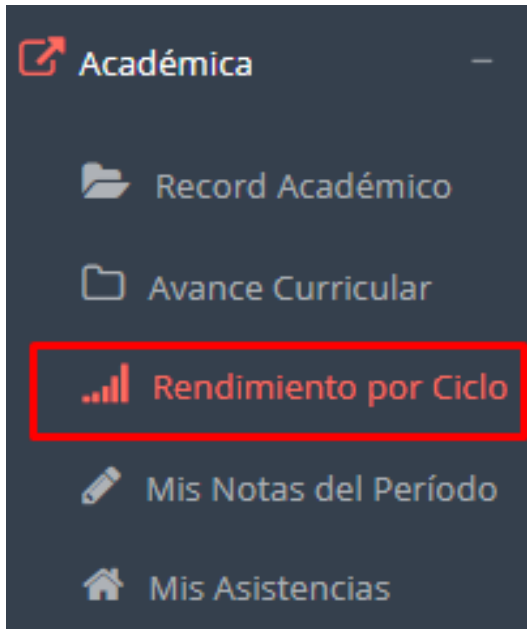 Académica
Record Académico
Avance Curricular
Rendimiento por Ciclo
Mis Notas del Período
Mis Asistencias